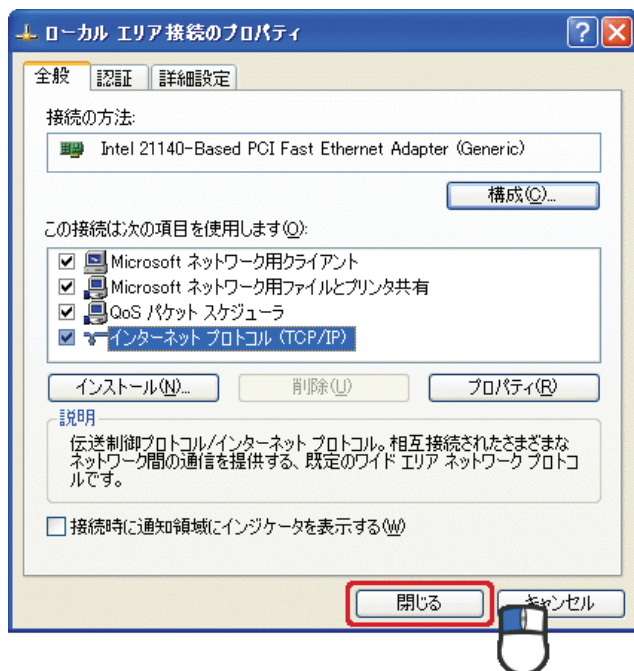 ローカル エリア接続のプロパティ
全般 認証 詳細設定
接続の方法:
Intel 21140-Based PCI Fast Ethernet Adapter (Generic)
構成(C)...
この接続は次の項目を使用します(O):
Microsoft ネットワーク用クライアント
Microsoft ネットワーク用ファイルとプリンタ共有
QoS パケット スケジューラ
インターネット プロトコル (TCP/IP)
インストール(N)... 削除(U) プロパティ(R)
説明
伝送制御プロトコル/インターネット プロトコル。相互接続されたさまざまな
ネットワーク間の通信を提供する、既定のワイド エリア ネットワーク プロトコ
ルです。
接続時に通知領域にインジケータを表示する(W)
閉じる キャンセル